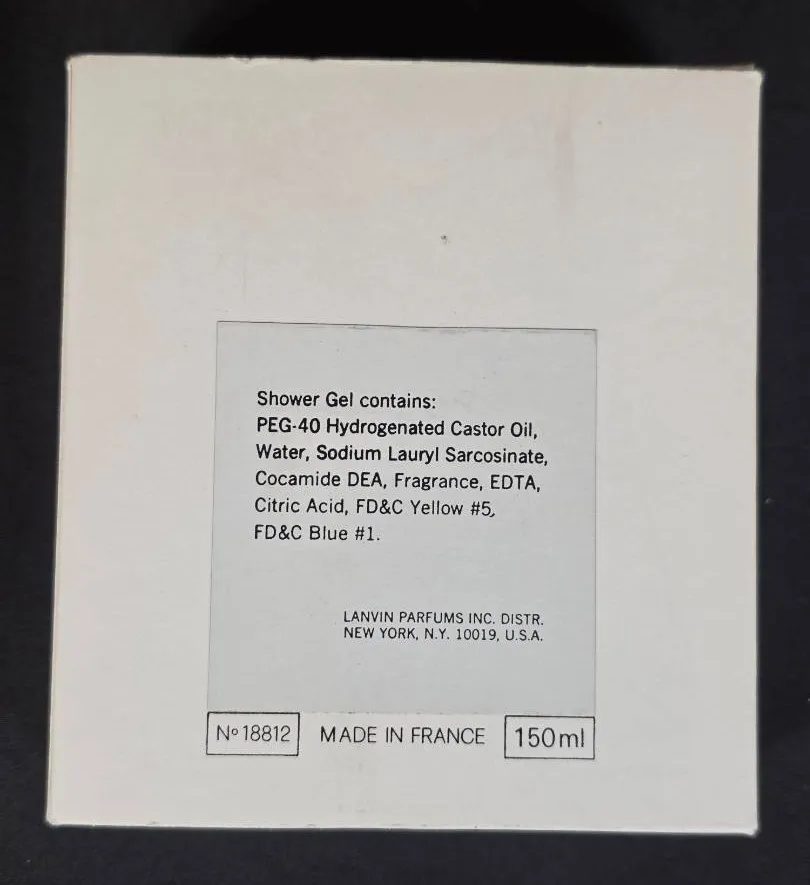 Shower Gel contains:
PEG-40 Hydrogenated Castor Oil,
Water, Sodium Lauryl Sarcosinate,
Cocamide DEA, Fragrance, EDTA,
Citric Acid, FD&C Yellow #5,
FD&C Blue #1.
LANVIN PARFUMS INC. DISTR.
NEW YORK, N.Y. 10019, U.S.A.
Nº 18812 MADE IN FRANCE 150ml